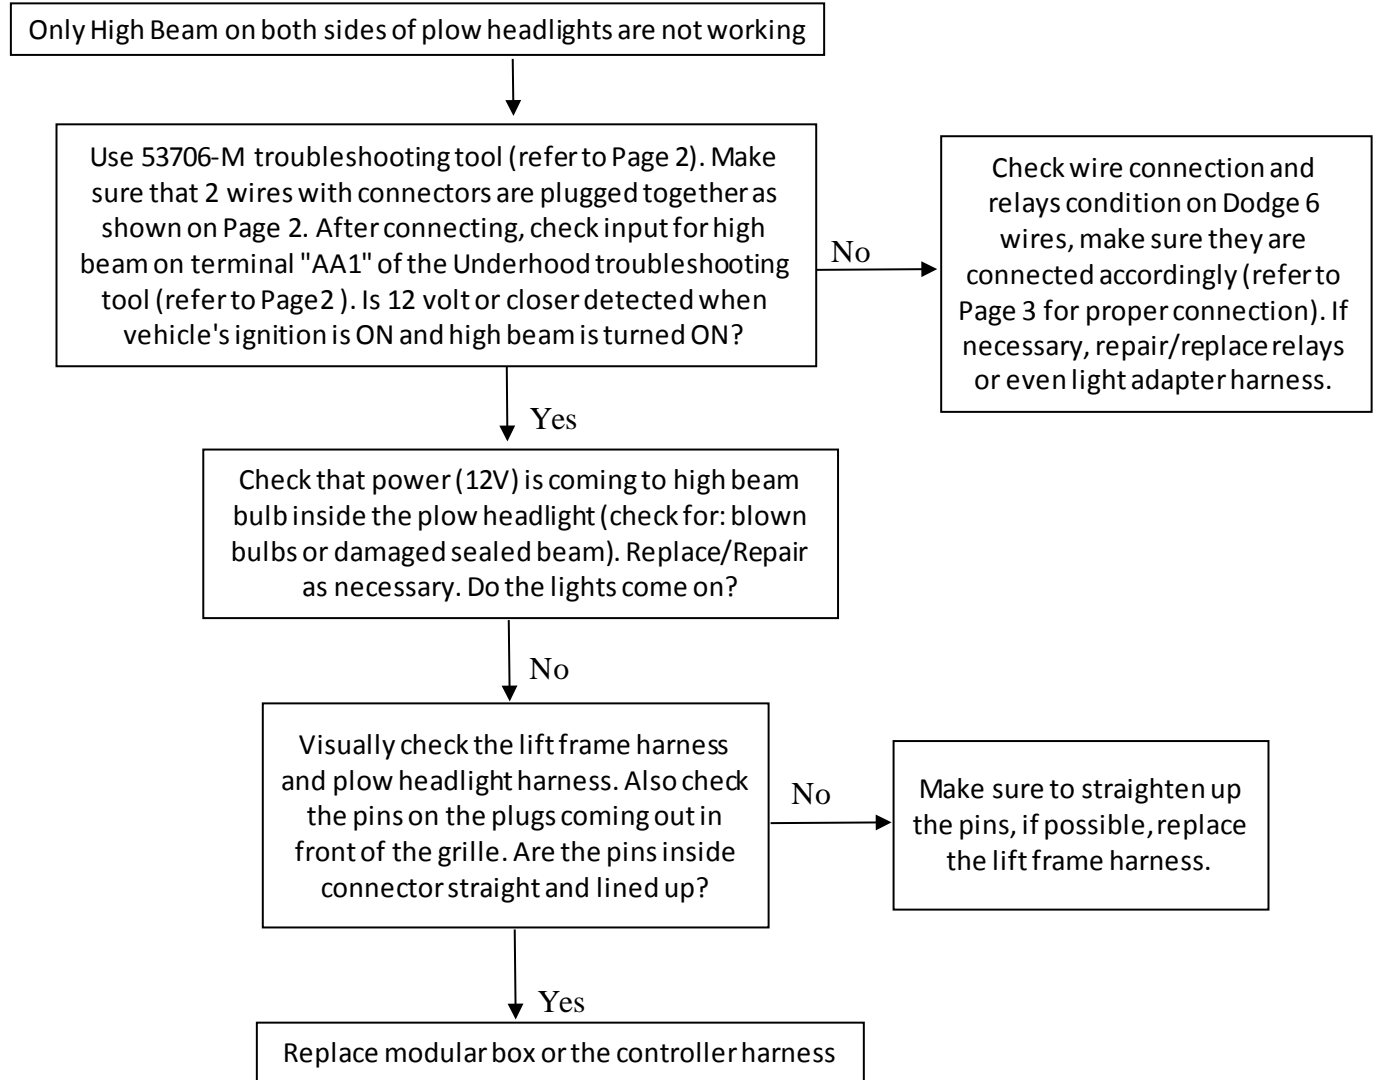 Only High Beam on both sides of plow headlights are not working
Use 53706-M troubleshooting tool (refer to Page 2). Make
sure that 2 wires with connectors are plugged together as
shown on Page 2. After connecting, check input for high
beam on terminal "AA1" of the Underhood troubleshooting
tool (refer to Page2 ). Is 12 volt or closer detected when
vehicle's ignition is ON and high beam is turned ON?
No
Check wire connection and
relays condition on Dodge 6
wires, make sure they are
connected accordingly (refer to
Page 3 for proper connection). If
necessary, repair/replace relays
or even light adapter harness.
Yes
Check that power (12V) is coming to high beam
bulb inside the plow headlight (check for: blown
bulbs or damaged sealed beam). Replace/Repair
as necessary. Do the lights come on?
No
Visually check the lift frame harness
and plow headlight harness. Also check
the pins on the plugs coming out in
front of the grille. Are the pins inside
connector straight and lined up?
No
Make sure to straighten up
the pins, if possible, replace
the lift frame harness.
Yes
Replace modular box or the controller harness